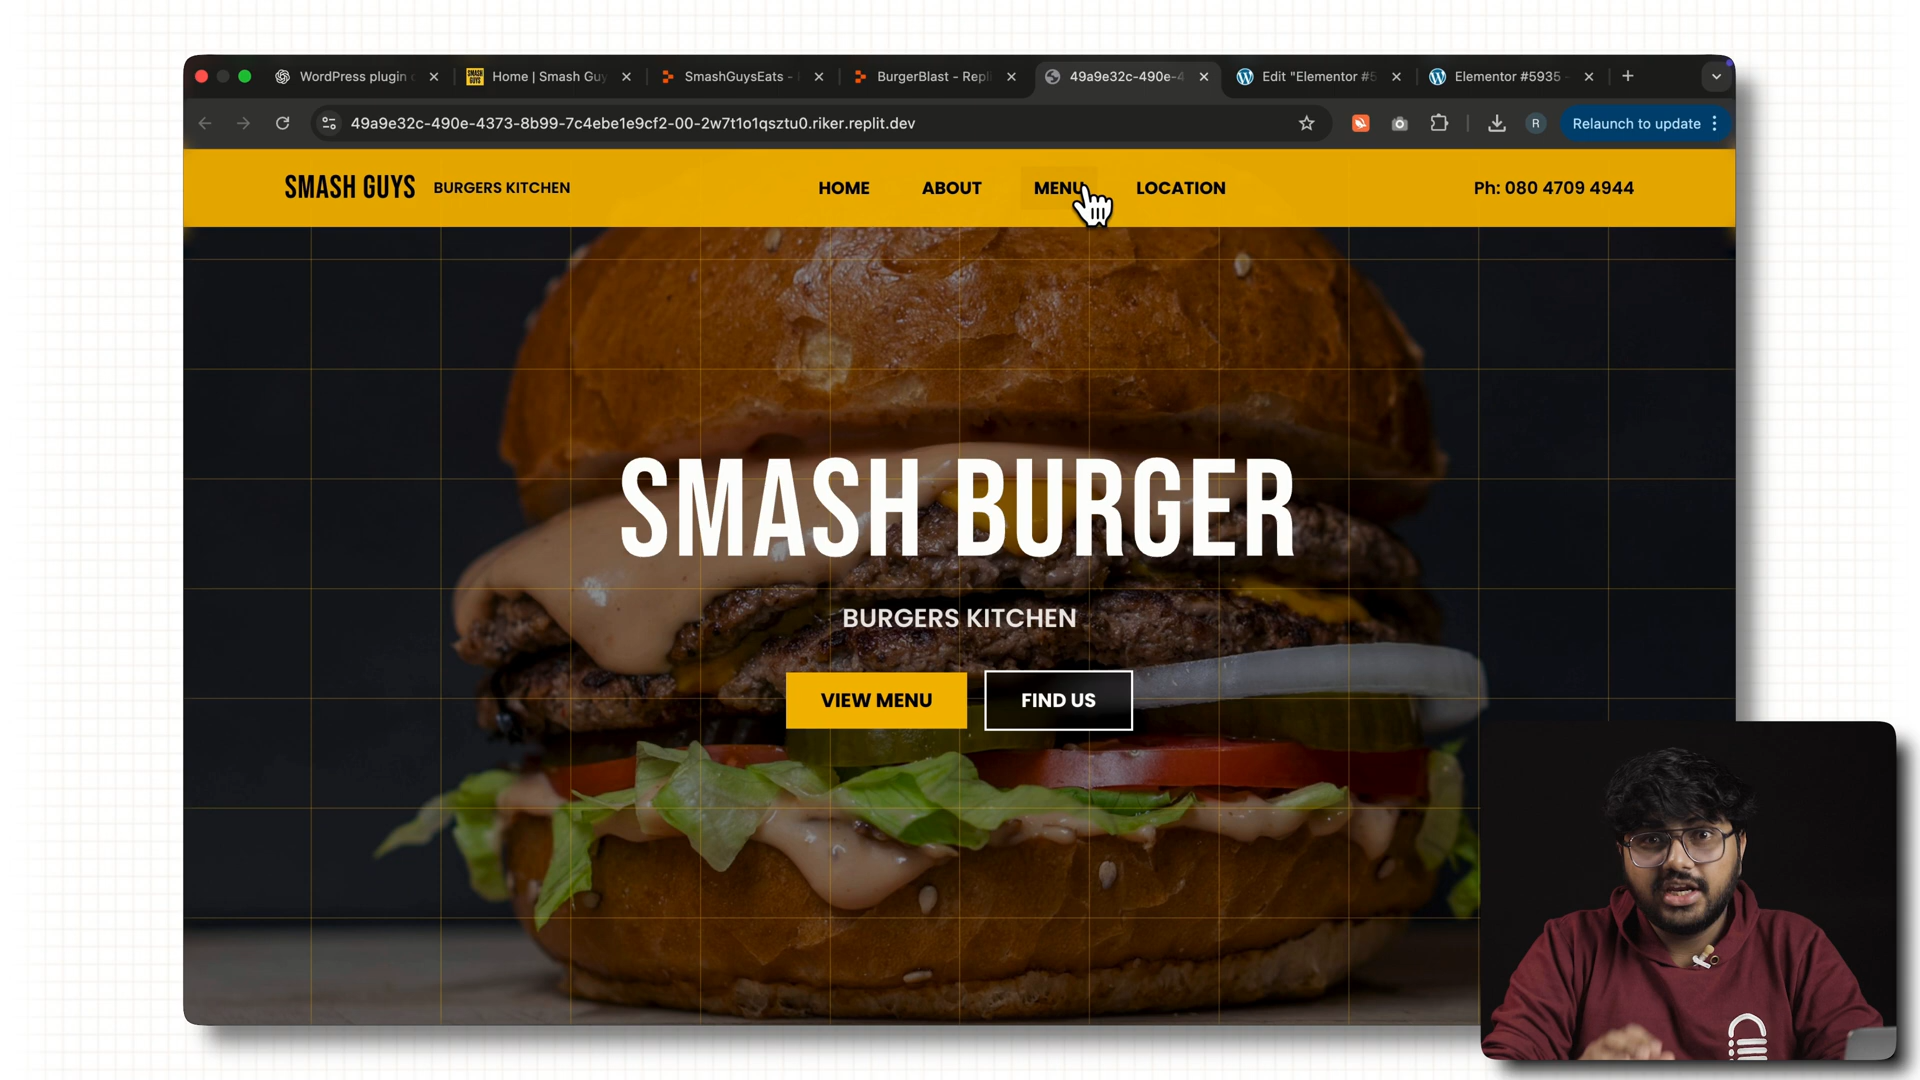 WordPress plugin
Home | Smash Guy
SmashGuysEats -
BurgerBlast - Repl
49a9e32c-490e-4
Edit "Elementor #5
Elementor #5935
49a9e32c-490e-4373-8b99-7c4ebe1e9cf2-00-2w7t1o1qsztu0.riker.replit.dev
R
Relaunch to update
SMASH GUYS BURGERS KITCHEN
HOME ABOUT MENU LOCATION
Ph: 080 4709 4944
SMASH BURGER
BURGERS KITCHEN
VIEW MENU
FIND US